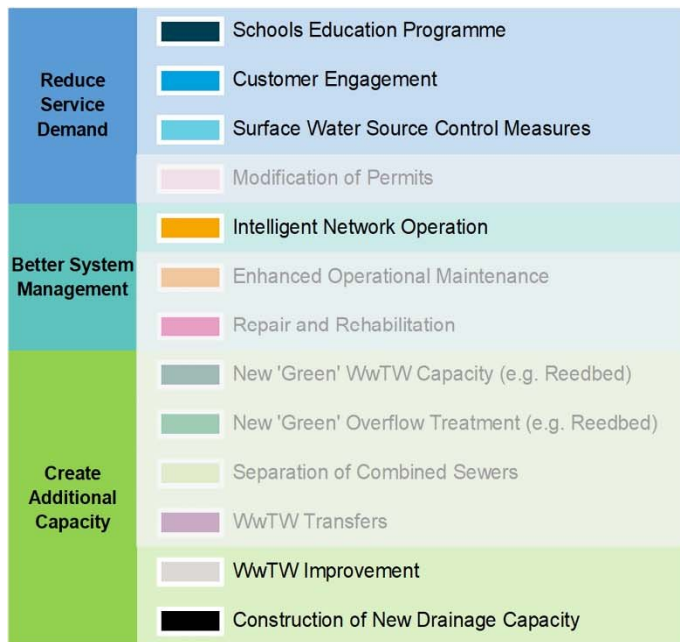 Reduce
Service
Demand
Schools Education Programme
Customer Engagement
Surface Water Source Control Measures
Modification of Permits
Better System
Management
Intelligent Network Operation
Enhanced Operational Maintenance
Repair and Rehabilitation
Create
Additional
Capacity
New 'Green' WwTW Capacity (e.g. Reedbed)
New 'Green' Overflow Treatment (e.g. Reedbed)
Separation of Combined Sewers
WwTW Transfers
WwTW Improvement
Construction of New Drainage Capacity